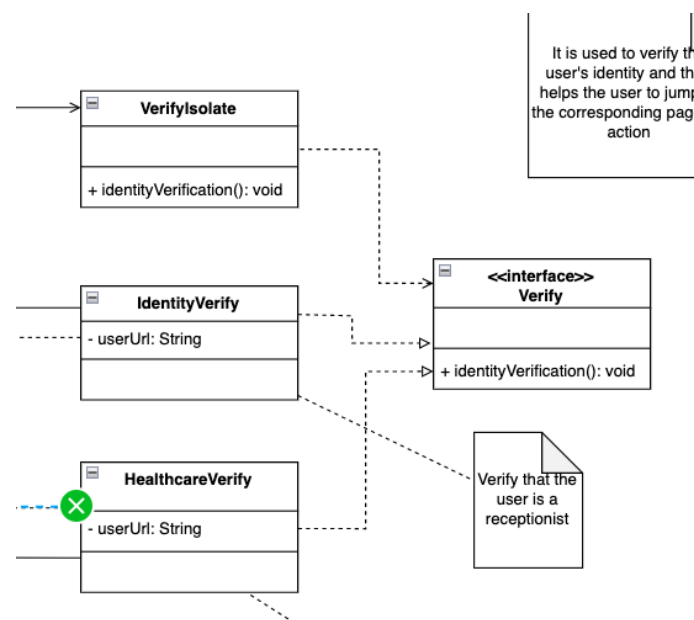 It is used to verify
user's identity and
helps the user to jump
the corresponding
action
VerifyIsolate
+ identityVerification(): void
<<interface>>
Verify
+ identityVerification(): void
IdentityVerify
- userUrl: String
HealthcareVerify
- userUrl: String
Verify that the
user is a
receptionist